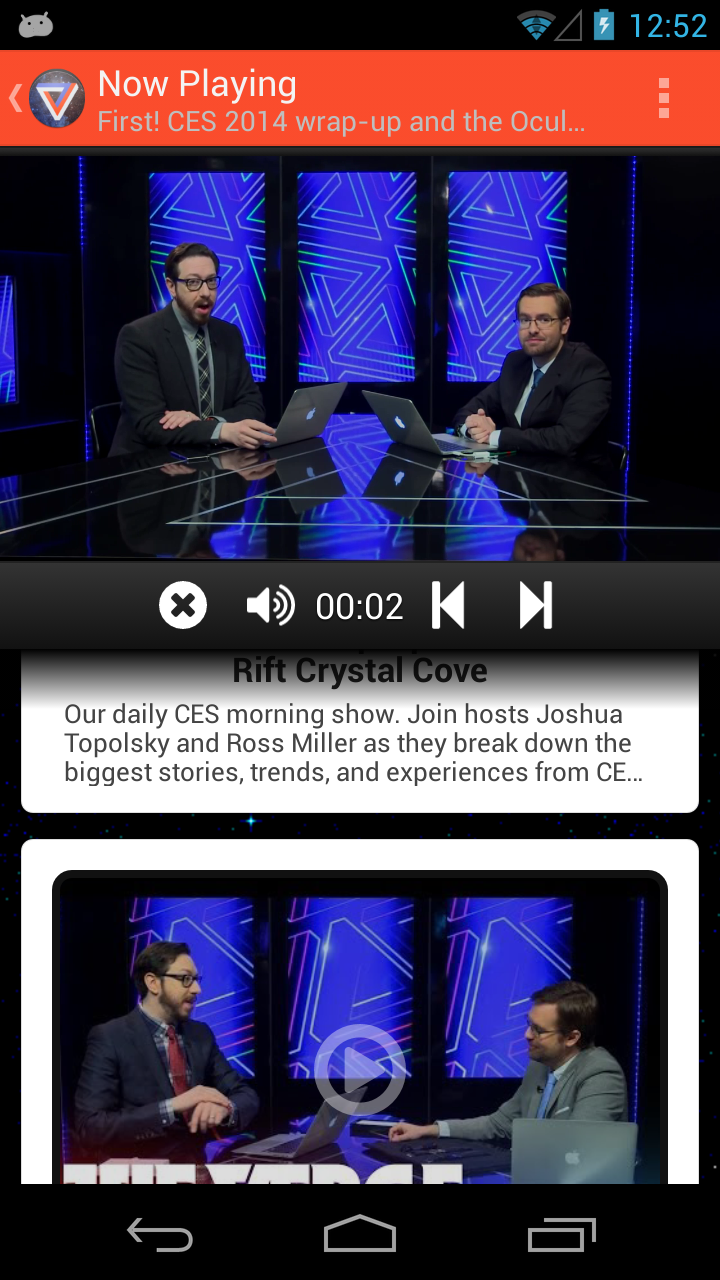 12:52
Now Playing
First! CES 2014 wrap-up and the Ocul...
00:02
Rift Crystal Cove
Our daily CES morning show. Join hosts Joshua
Topolsky and Ross Miller as they break down the
biggest stories, trends, and experiences from CE...
THE VERGE